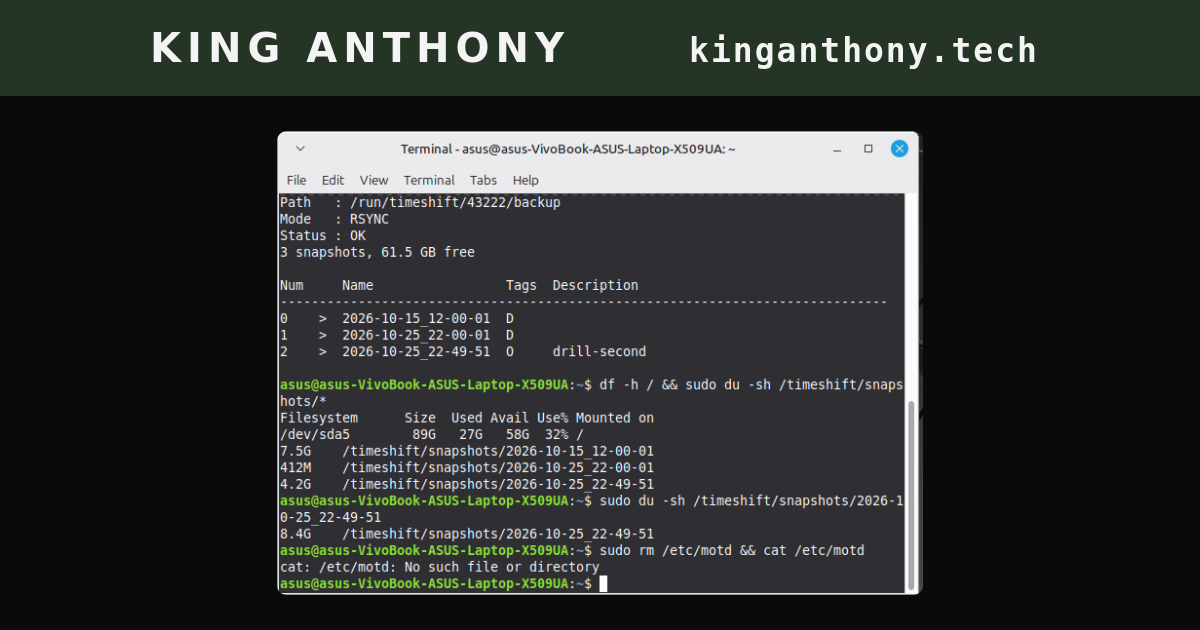 KING ANTHONY
kinganthony.tech
Terminal - asus@asus-VivoBook-ASUS-Laptop-X509UA: ~
File Edit View Terminal Tabs Help
Path   : /run/timeshift/43222/backup
Mode   : RSYNC
Status : OK
3 snapshots, 61.5 GB free
Num     Name                 Tags  Description
------------------------------------------------------------------------------
0    >  2026-10-15_12-00-01  D
1    >  2026-10-25_22-00-01  D
2    >  2026-10-25_22-49-51  O     drill-second
asus@asus-VivoBook-ASUS-Laptop-X509UA:~$ df -h / && sudo du -sh /timeshift/snaps
hots/*
Filesystem      Size  Used Avail Use% Mounted on
/dev/sda5        89G   27G   58G  32% /
7.5G    /timeshift/snapshots/2026-10-15_12-00-01
412M    /timeshift/snapshots/2026-10-25_22-00-01
4.2G    /timeshift/snapshots/2026-10-25_22-49-51
asus@asus-VivoBook-ASUS-Laptop-X509UA:~$ sudo du -sh /timeshift/snapshots/2026-1
0-25_22-49-51
8.4G    /timeshift/snapshots/2026-10-25_22-49-51
asus@asus-VivoBook-ASUS-Laptop-X509UA:~$ sudo rm /etc/motd && cat /etc/motd
cat: /etc/motd: No such file or directory
asus@asus-VivoBook-ASUS-Laptop-X509UA:~$